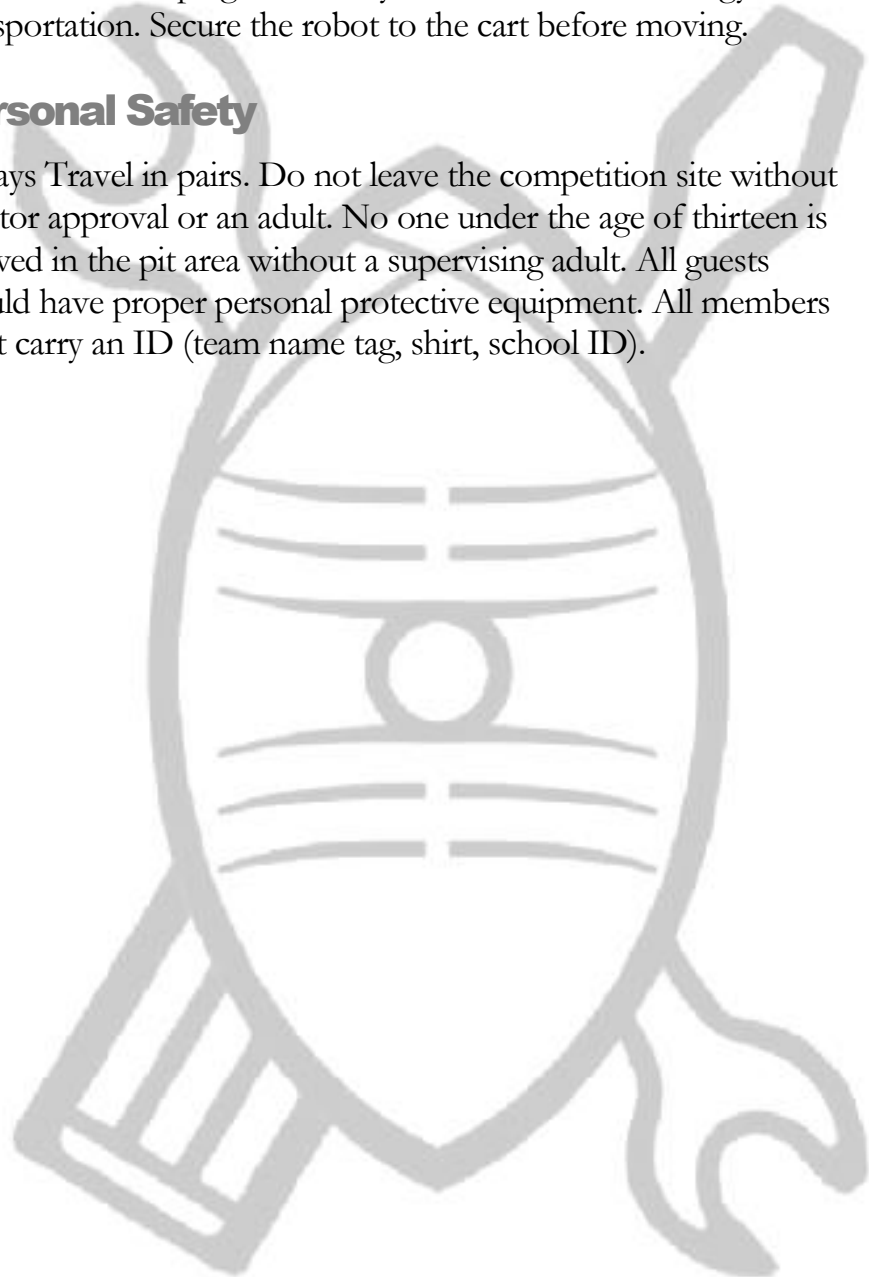 sportation. Secure the robot to the cart before moving.
rsonal Safety
ays Travel in pairs. Do not leave the competition site without
tor approval or an adult. No one under the age of thirteen is
wed in the pit area without a supervising adult. All guests
uld have proper personal protective equipment. All members
t carry an ID (team name tag, shirt, school ID).